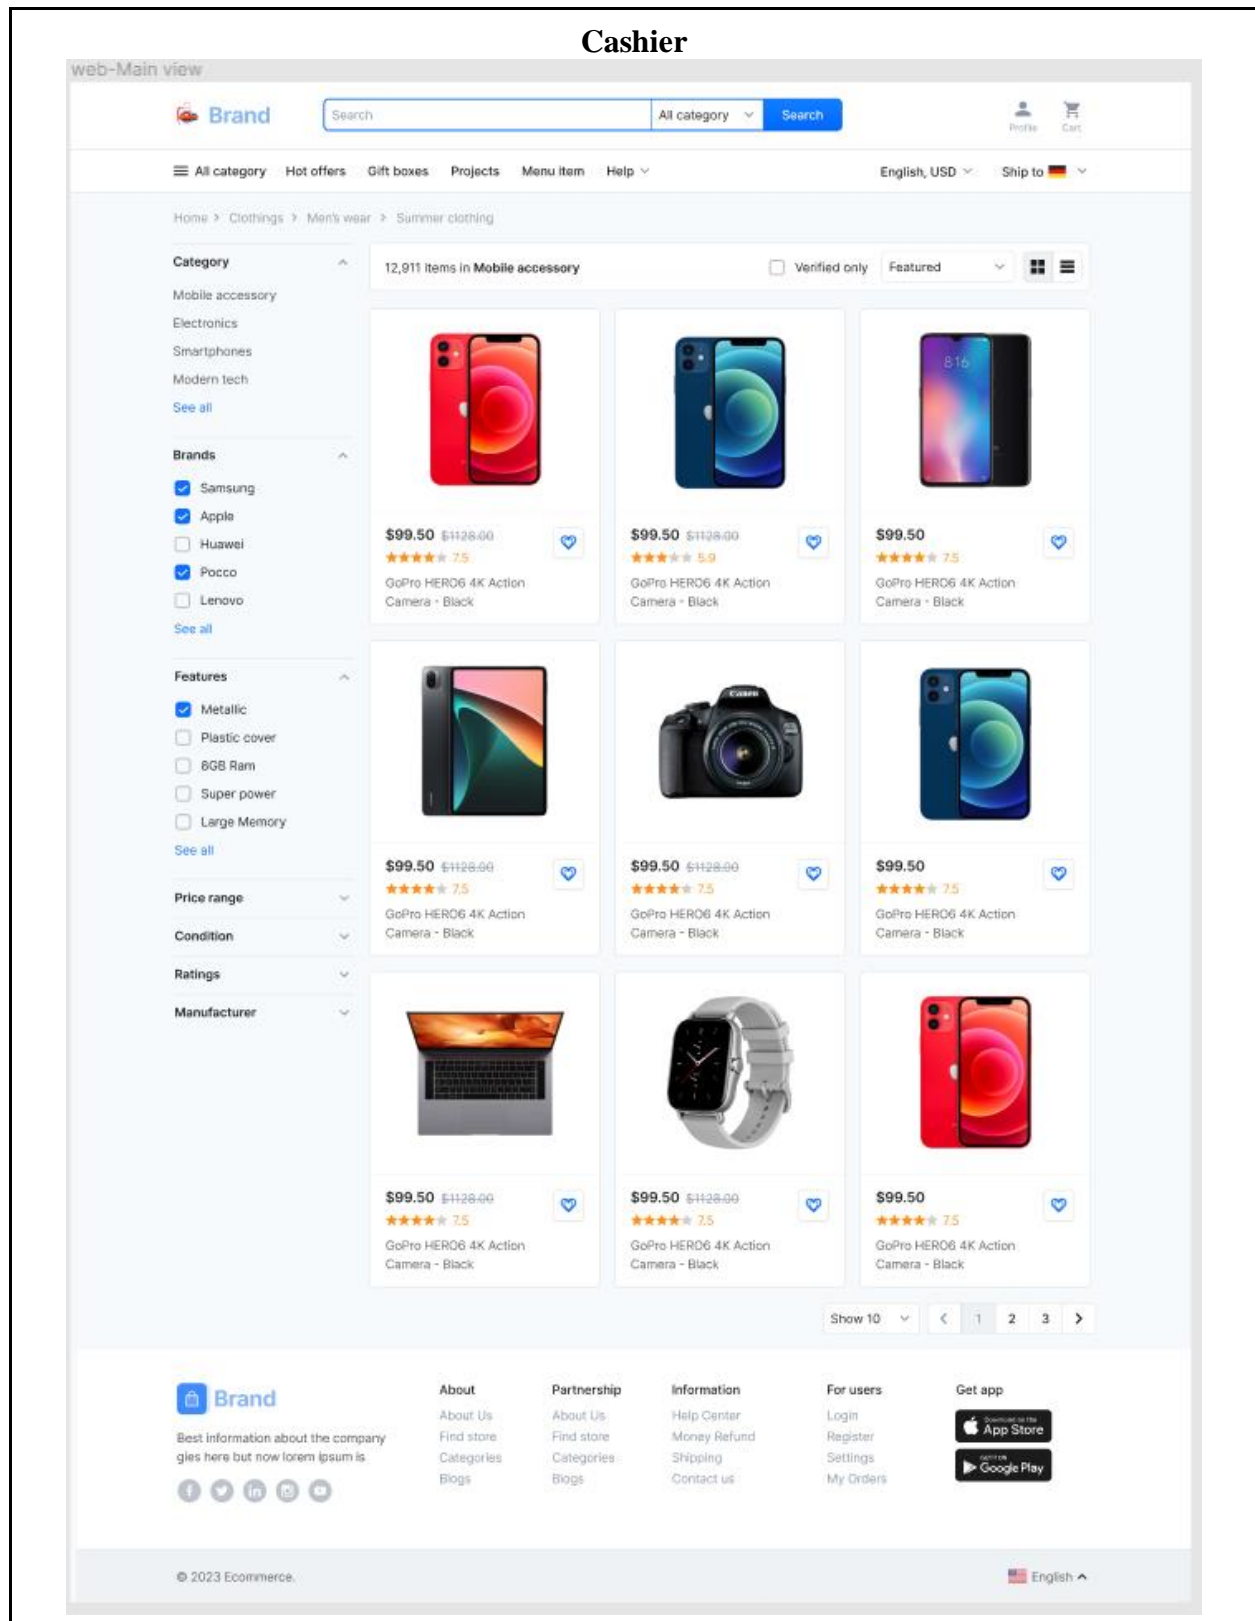 Cashier
web-Main view
Brand
Search
All category
Search
Profile
Cart
All category Hot offers Gift boxes Projects Menu item Help
English, USD Ship to
Home > Clothings > Men's wear > Summer clothing
Category
Mobile accessory
Electronics
Smartphones
Modern tech
See all
Brands
Samsung
Apple
Huawei
Pocco
Lenovo
See all
Features
Metallic
Plastic cover
8GB Ram
Super power
Large Memory
See all
Price range
Condition
Ratings
Manufacturer
12,911 items in Mobile accessory
Verified only
Featured
816
$99.50 $1128.00
7.5
GoPro HERO6 4K Action
Camera - Black
$99.50 $1128.00
5.9
GoPro HERO6 4K Action
Camera - Black
$99.50
7.5
GoPro HERO6 4K Action
Camera - Black
Canon
$99.50 $1128.00
7.5
GoPro HERO6 4K Action
Camera - Black
$99.50 $1128.00
7.5
GoPro HERO6 4K Action
Camera - Black
$99.50
7.5
GoPro HERO6 4K Action
Camera - Black
$99.50 $1128.00
7.5
GoPro HERO6 4K Action
Camera - Black
$99.50 $1128.00
7.5
GoPro HERO6 4K Action
Camera - Black
$99.50
7.5
GoPro HERO6 4K Action
Camera - Black
Show 10
1 2 3
Brand
Best information about the company
gies here but now lorem ipsum is
About
About Us
Find store
Categories
Blogs
Partnership
About Us
Find store
Categories
Blogs
Information
Help Center
Money Refund
Shipping
Contact us
For users
Login
Register
Settings
My Orders
Get app
Download on the
App Store
GET IT ON
Google Play
© 2023 Ecommerce.
English